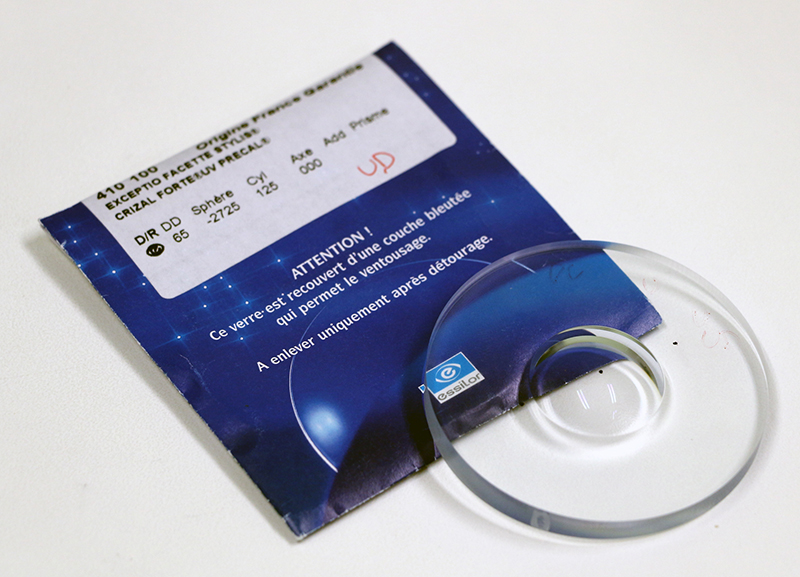 Origine France Garantie
410 100
EXCEPTIO FACETTE STYLIS®
CRIZAL FORTE®UV PRECAL®
D/R DD Sphère Cyl Axe Add Prisme
65 -2725 125 000
UD
ATTENTION !
Ce verre est recouvert d'une couche bleutée
qui permet le ventousage.
A enlever uniquement après détourage.
essilor